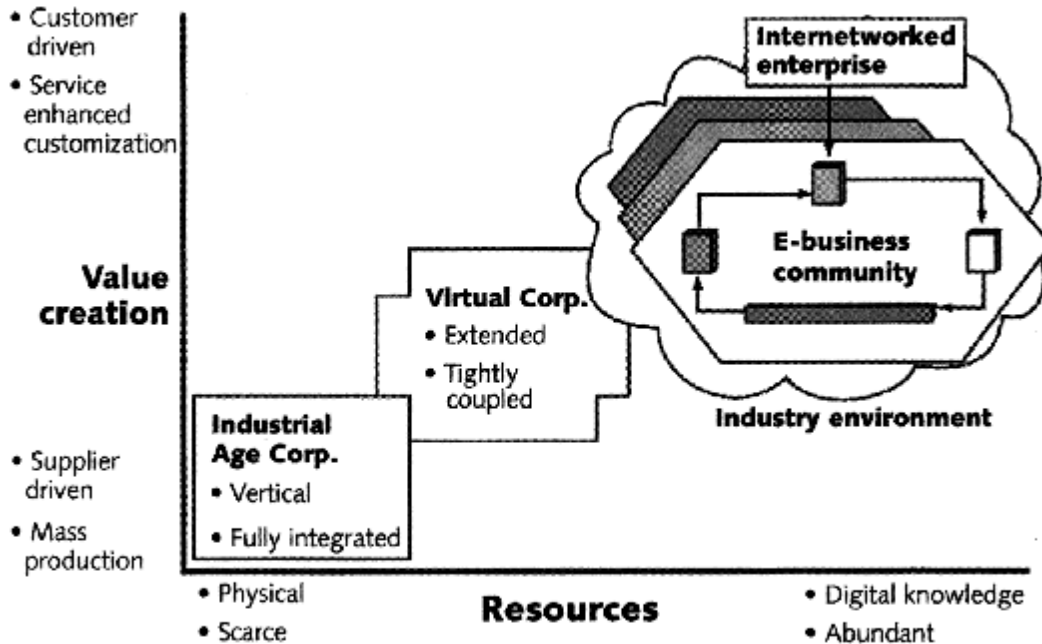 • Customer
driven
• Service
enhanced
customization
Value
creation
• Supplier
driven
• Mass
production
Internetworked
enterprise
E-business
community
Industry environment
Virtual Corp.
• Extended
• Tightly
coupled
Industrial
Age Corp.
• Vertical
• Fully integrated
• Physical
• Scarce
Resources
• Digital knowledge
• Abundant